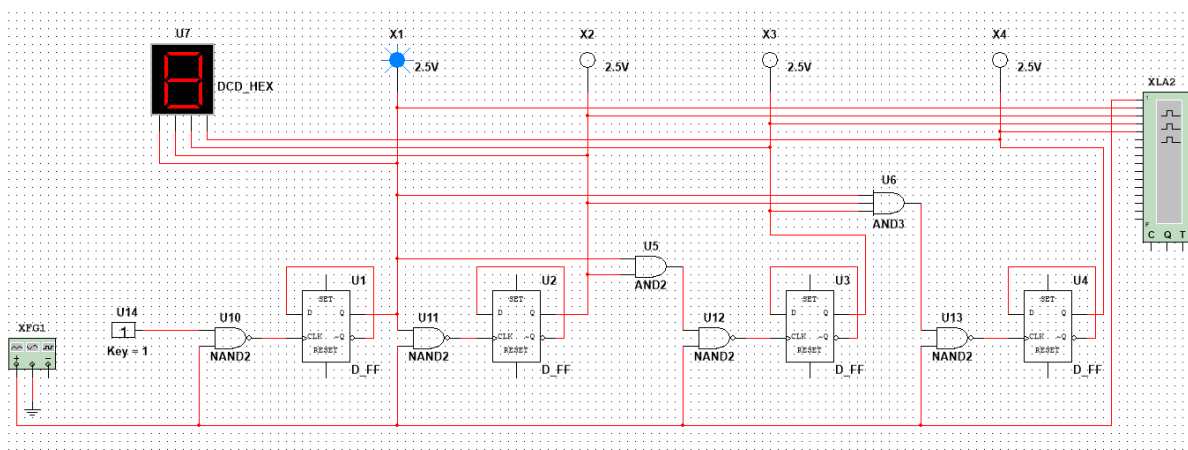 U7
X1
X2
X3
X4
2.5V
2.5V
2.5V
2.5V
DCD_HEX
XLA2
1
F
C Q T
U6
AND3
U5
AND2
U1
SET
D Q
CLK ~Q
RESET
D_FF
U2
SET
D Q
CLK ~Q
RESET
D_FF
U3
SET
D Q
CLK ~Q
RESET
D_FF
U4
SET
D Q
CLK ~Q
RESET
D_FF
XFG1
U14
1
Key = 1
U10
NAND2
U11
NAND2
U12
NAND2
U13
NAND2